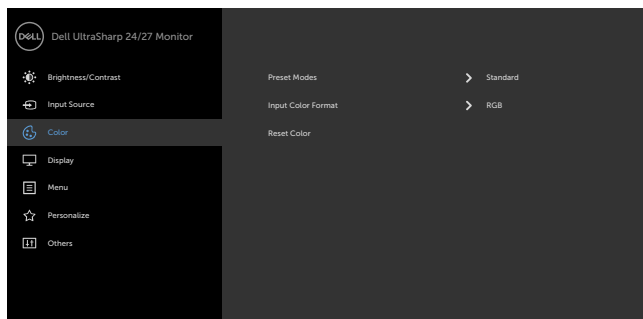 DELL Dell UltraSharp 24/27 Monitor
Brightness/Contrast
Preset Modes Standard
Input Source
Input Color Format RGB
Color
Reset Color
Display
Menu
Personalize
Others